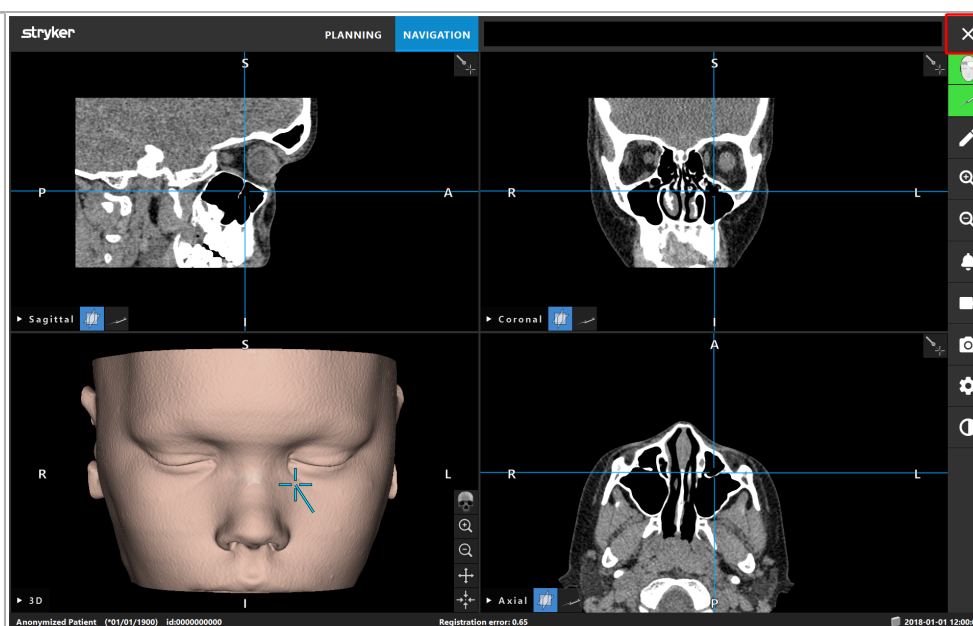 stryker PLANNING NAVIGATION
S S
P A R L
Sagittal Coronal
I I
S A
R L R L
3D Axial
I P
Anonymized Patient (*01/01/1900) id:0000000000 Registration error: 0.65 2018-01-01 12:00: